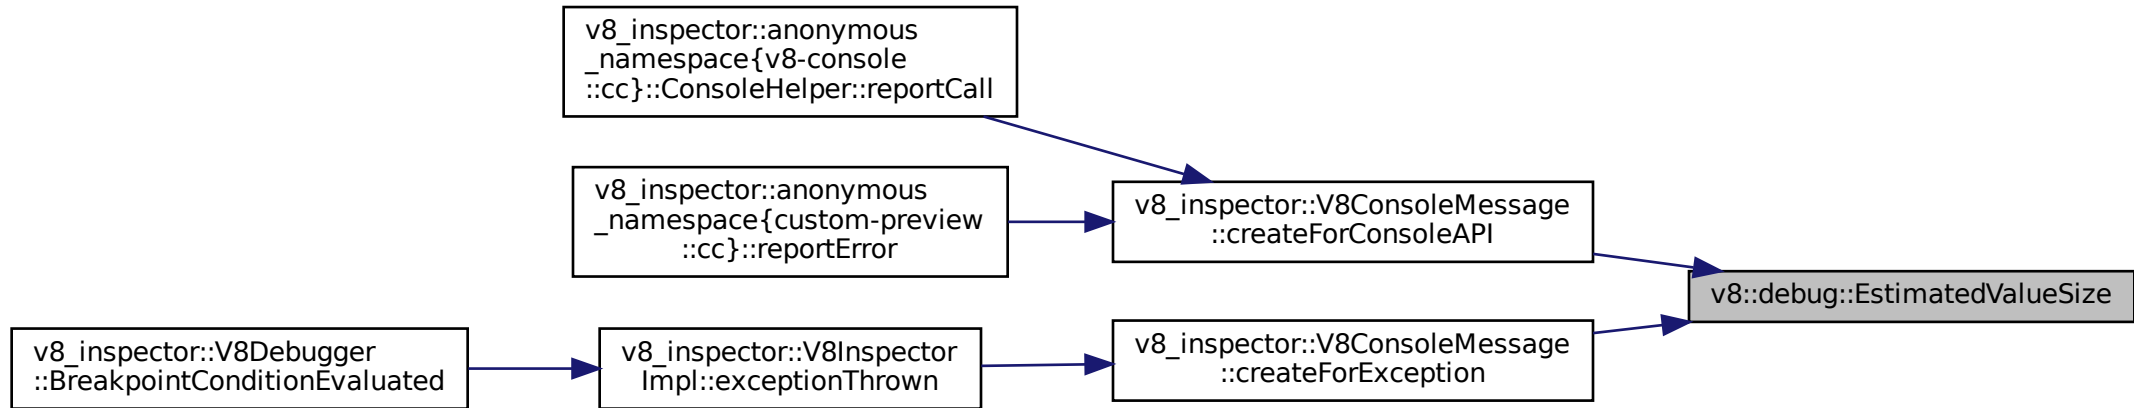 v8_inspector::anonymous
_namespace{v8-console
::cc}::ConsoleHelper::reportCall
v8_inspector::anonymous
_namespace{custom-preview
::cc}::reportError
v8_inspector::V8ConsoleMessage
::createForConsoleAPI
v8::debug::EstimatedValueSize
v8_inspector::V8Debugger
::BreakpointConditionEvaluated
v8_inspector::V8Inspector
Impl::exceptionThrown
v8_inspector::V8ConsoleMessage
::createForException